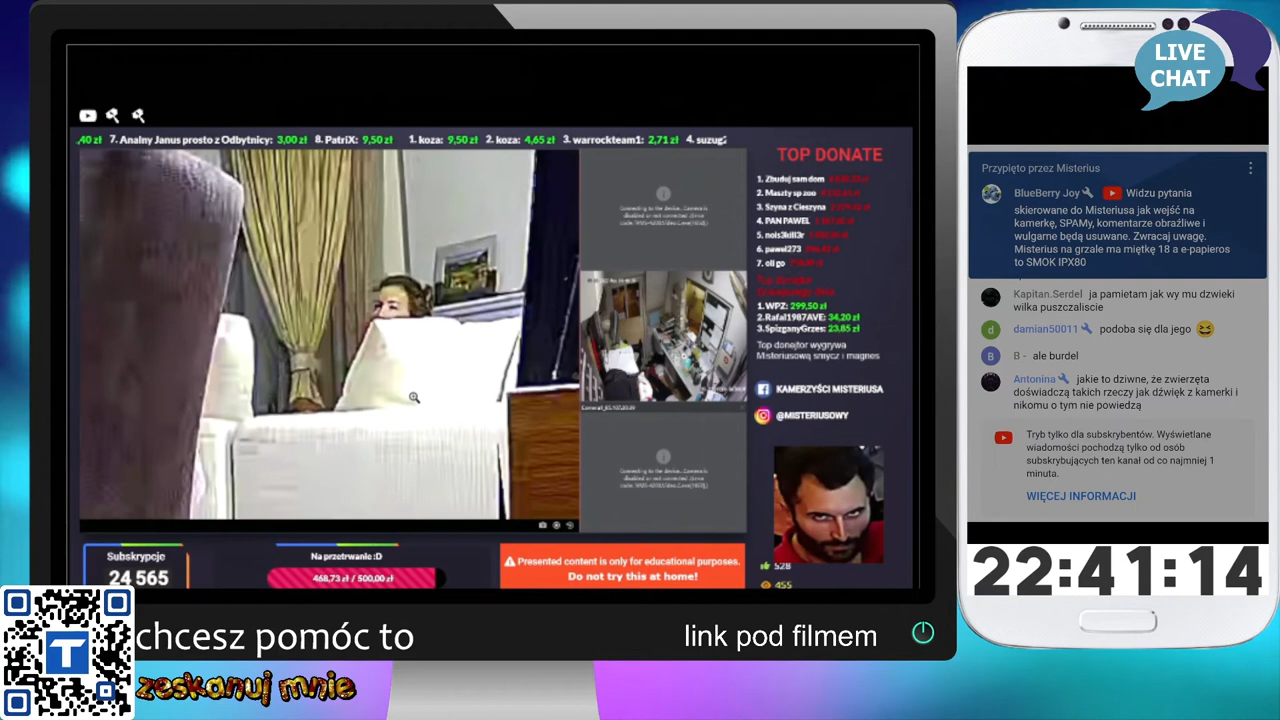 LIVE
CHAT
,40 zł 7. Analny Janus prosto z Odbytnicy: 3,00 zł 8. PatriX: 9,50 zł 1. koza: 9,50 zł 2. koza: 4,65 zł 3. warrockteam1: 2,71 zł 4. suzug
TOP DONATE
1. Zbuduj sam dom
2. Maszty sp zoo
3. Szyna z Cieszyna
4. PAN PAWEL
5. nois3kill3r
6. pawel273
7. oli go
1.WPZ: 299,50 zł
2.Rafal1987AVE: 34,20 zł
3.SpizganyGrzes: 23,85 zł
Top donejtor wygrywa
Misteriusową smycz i magnes
KAMERZYŚCI MISTERIUSA
@MISTERIUSOWY
528
455
Subskrypcje
24 565
Na przetrwanie :D
468,73 zł / 500,00 zł
Presented content is only for educational purposes.
Do not try this at home!
chcesz pomóc to
link pod filmem
T
zeskanuj mnie
Przypięto przez Misterius
BlueBerry Joy Widzu pytania
skierowane do Misteriusa jak wejść na
kamerkę, SPAMy, komentarze obraźliwe i
wulgarne będą usuwane. Zwracaj uwagę.
Misterius na grzale ma miętkę 18 a e-papieros
to SMOK IPX80
Kapitan.Serdel ja pamietam jak wy mu dzwieki
wilka puszczaliscie
d damian50011 podoba się dla jego
B B - ale burdel
Antonina jakie to dziwne, że zwierzęta
doświadczą takich rzeczy jak dźwięk z kamerki i
nikomu o tym nie powiedzą
Tryb tylko dla subskrybentów. Wyświetlane
wiadomości pochodzą tylko od osób
subskrybujących ten kanał od co najmniej 1
minuta.
WIĘCEJ INFORMACJI
22:41:14